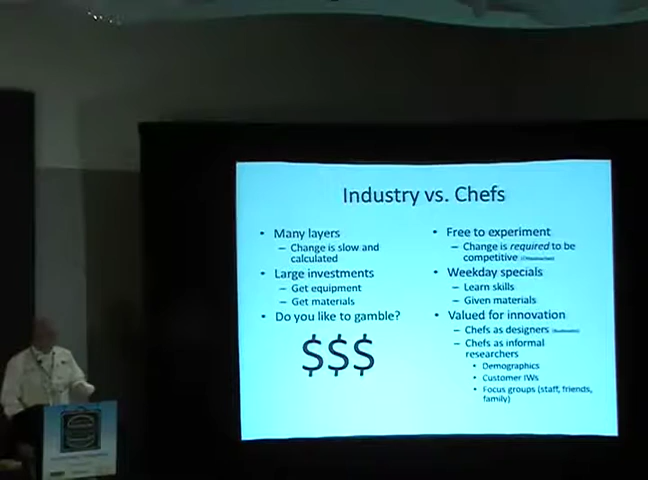 Industry vs. Chefs
• Many layers
– Change is slow and
calculated
• Large investments
– Get equipment
– Get materials
• Do you like to gamble?
$$$
• Free to experiment
– Change is required to be
competitive
• Weekday specials
– Learn skills
– Given materials
• Valued for innovation
– Chefs as designers
– Chefs as informal
researchers
• Demographics
• Customer IWs
• Focus groups (staff, friends,
family)